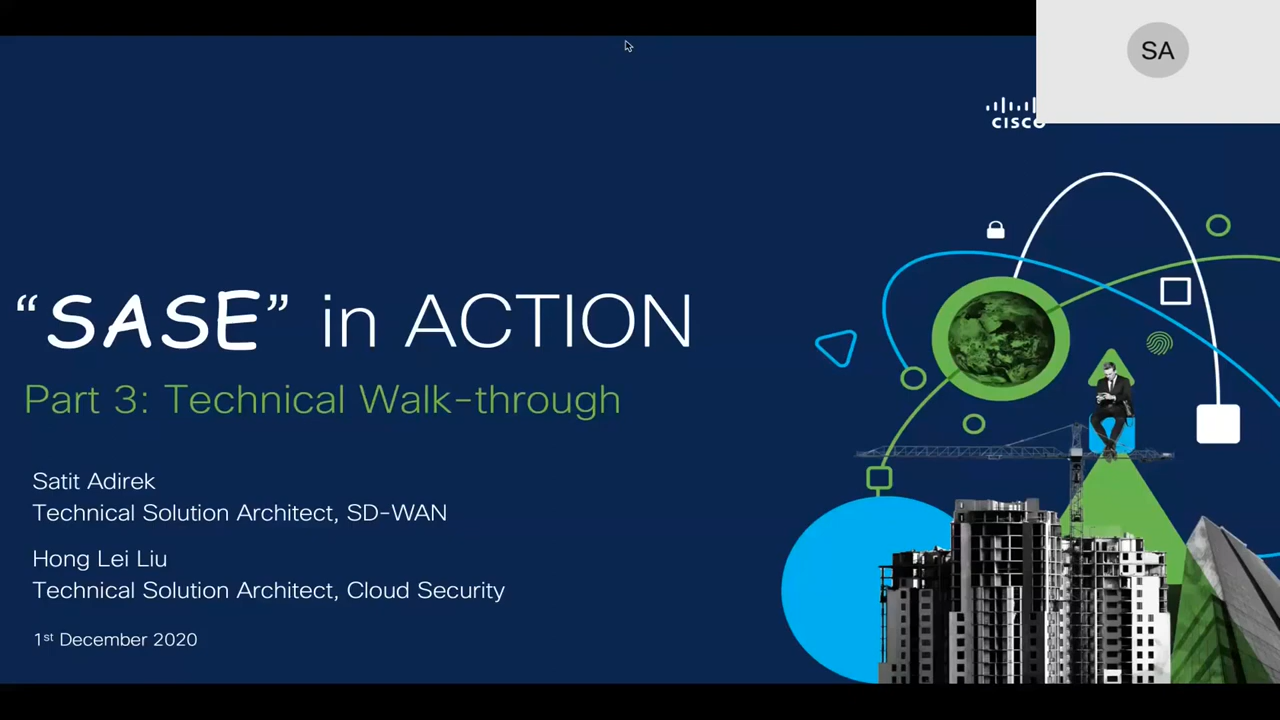 SA
CISCO
“SASE” in ACTION
Part 3: Technical Walk-through
Satit Adirek
Technical Solution Architect, SD-WAN
Hong Lei Liu
Technical Solution Architect, Cloud Security
1st December 2020